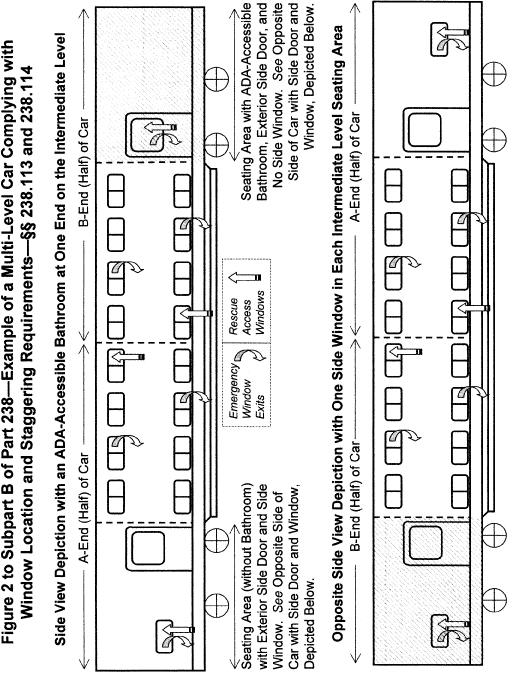 Figure 2 to Subpart B of Part 238—Example of a Multi-Level Car Complying with
Window Location and Staggering Requirements—§§ 238.113 and 238.114
Side View Depiction with an ADA-Accessible Bathroom at One End on the Intermediate Level
A-End (Half) of Car
B-End (Half) of Car
Seating Area (without Bathroom)
with Exterior Side Door and Side
Window. See Opposite Side of
Car with Side Door and Window,
Depicted Below.
Emergency
Window
Exits
Rescue
Access
Windows
Seating Area with ADA-Accessible
Bathroom, Exterior Side Door, and
No Side Window. See Opposite
Side of Car with Side Door and
Window, Depicted Below.
Opposite Side View Depiction with One Side Window in Each Intermediate Level Seating Area
B-End (Half) of Car
A-End (Half) of Car